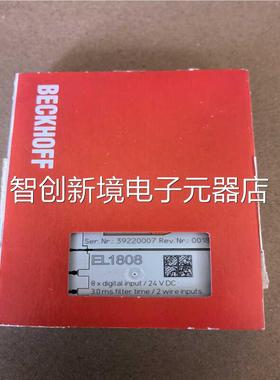 BECKHOFF
智创新境电子元器店
Ser. Nr.: 39220007 Rev. Nr.: 0018
EL1808
8 x digital input / 24 V DC
3.0 ms filter time / 2 wire inputs